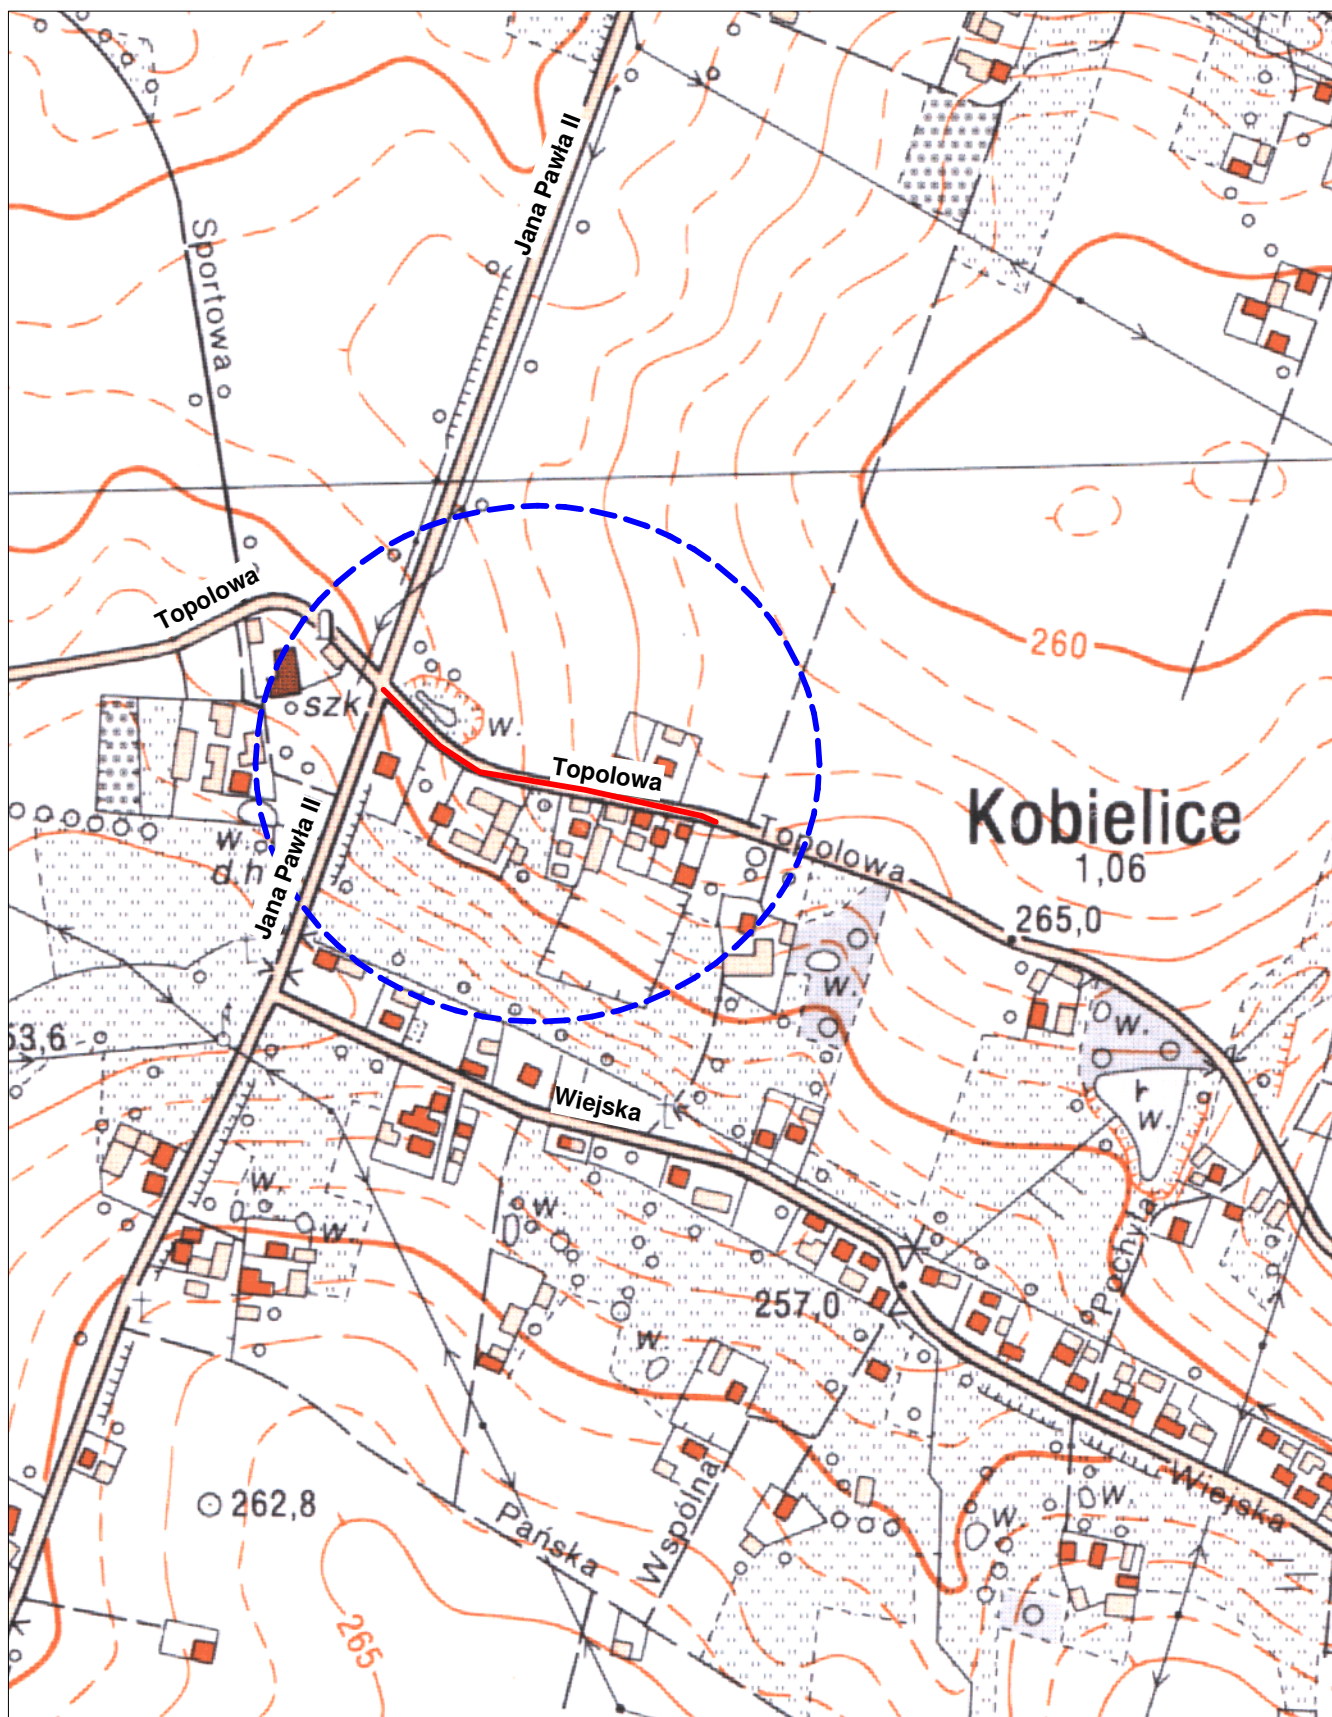 Jana Pawła II
Sportowa
Topolowa
260
szk
w.
Topolowa
Kobielice
1,06
Topolowa
265,0
w.
d.h
Jana Pawła II
w.
w.
53,6
w.
Wiejska
w.
w.
w
Pochyła
257,0
w.
262,8
Pańska
Wspólna
Wiejska
w.
w.
265